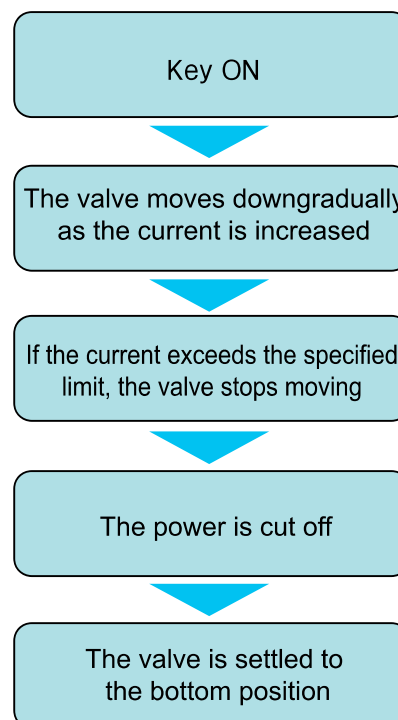 Key ON
The valve moves downgradually
as the current is increased
If the current exceeds the specified
limit, the valve stops moving
The power is cut off
The valve is settled to
the bottom position